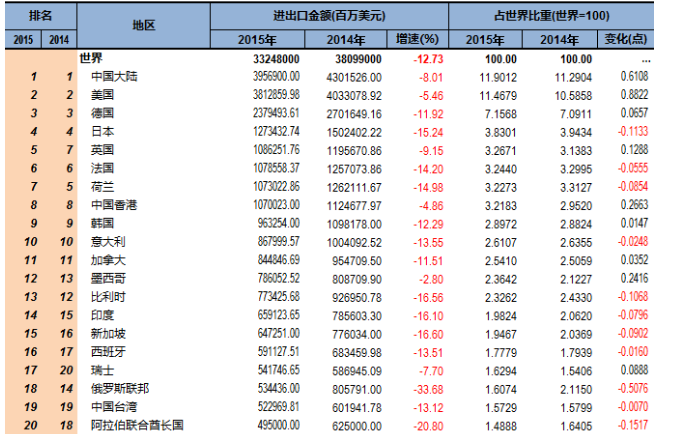 排名 地区 进出口金额(百万美元) 占世界比重(世界=100)
2015 2014 2015年 2014年 增速(%) 2015年 2014年 变化(点)
世界 33248000 38099000 -12.73 100.00 100.00 ...
1 1 中国大陆 3956900.00 4301526.00 -8.01 11.9012 11.2904 0.6108
2 2 美国 3812859.98 4033078.92 -5.46 11.4679 10.5858 0.8822
3 3 德国 2379493.61 2701649.16 -11.92 7.1568 7.0911 0.0657
4 4 日本 1273432.74 1502402.22 -15.24 3.8301 3.9434 -0.1133
5 7 英国 1086251.76 1195670.86 -9.15 3.2671 3.1383 0.1288
6 6 法国 1078558.37 1257073.86 -14.20 3.2440 3.2995 -0.0555
7 5 荷兰 1073022.86 1262111.67 -14.98 3.2273 3.3127 -0.0854
8 8 中国香港 1070023.00 1124677.97 -4.86 3.2183 2.9520 0.2663
9 9 韩国 963254.00 1098178.00 -12.29 2.8972 2.8824 0.0147
10 10 意大利 867999.57 1004092.52 -13.55 2.6107 2.6355 -0.0248
11 11 加拿大 844846.69 954709.50 -11.51 2.5410 2.5059 0.0352
12 13 墨西哥 786052.52 808709.90 -2.80 2.3642 2.1227 0.2416
13 12 比利时 773425.68 926950.78 -16.56 2.3262 2.4330 -0.1068
14 15 印度 659123.65 785603.30 -16.10 1.9824 2.0620 -0.0796
15 16 新加坡 647251.00 776034.00 -16.60 1.9467 2.0369 -0.0902
16 17 西班牙 591127.51 683459.98 -13.51 1.7779 1.7939 -0.0160
17 20 瑞士 541746.65 586945.09 -7.70 1.6294 1.5406 0.0888
18 14 俄罗斯联邦 534436.00 805791.00 -33.68 1.6074 2.1150 -0.5076
19 19 中国台湾 522969.81 601941.78 -13.12 1.5729 1.5799 -0.0070
20 18 阿拉伯联合酋长国 495000.00 625000.00 -20.80 1.4888 1.6405 -0.1517